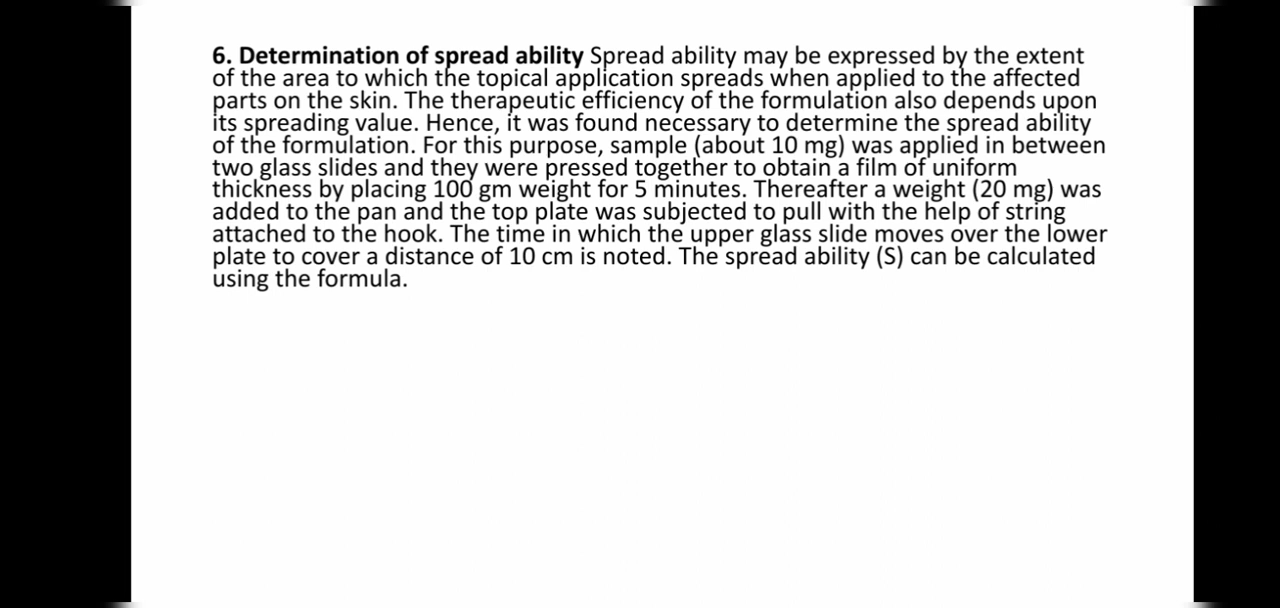 6. Determination of spread ability Spread ability may be expressed by the extent
of the area to which the topical application spreads when applied to the affected
parts on the skin. The therapeutic efficiency of the formulation also depends upon
its spreading value. Hence, it was found necessary to determine the spread ability
of the formulation. For this purpose, sample (about 10 mg) was applied in between
two glass slides and they were pressed together to obtain a film of uniform
thickness by placing 100 gm weight for 5 minutes. Thereafter a weight (20 mg) was
added to the pan and the top plate was subjected to pull with the help of string
attached to the hook. The time in which the upper glass slide moves over the lower
plate to cover a distance of 10 cm is noted. The spread ability (S) can be calculated
using the formula.